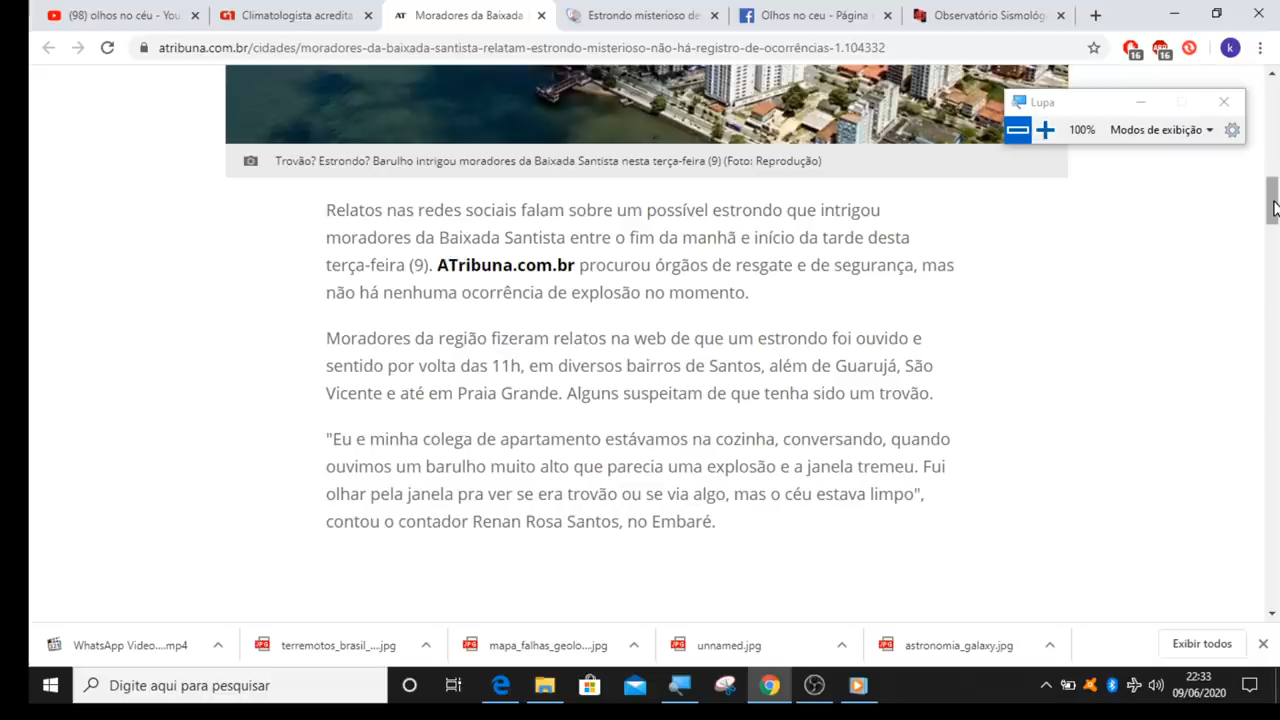 (98) olhos no céu - You
Climatologista acredita
AT Moradores da Baixada
Estrondo misterioso de
Olhos no ceu - Página
Observatório Sismológ
atribuna.com.br/cidades/moradores-da-baixada-santista-relatam-estrondo-misterioso-não-há-registro-de-ocorrências-1.104332
16
16
k
Lupa
100% Modos de exibição
Trovão? Estrondo? Barulho intrigou moradores da Baixada Santista nesta terça-feira (9) (Foto: Reprodução)
Relatos nas redes sociais falam sobre um possível estrondo que intrigou
moradores da Baixada Santista entre o fim da manhã e início da tarde desta
terça-feira (9). ATribuna.com.br procurou órgãos de resgate e de segurança, mas
não há nenhuma ocorrência de explosão no momento.
Moradores da região fizeram relatos na web de que um estrondo foi ouvido e
sentido por volta das 11h, em diversos bairros de Santos, além de Guarujá, São
Vicente e até em Praia Grande. Alguns suspeitam de que tenha sido um trovão.
"Eu e minha colega de apartamento estávamos na cozinha, conversando, quando
ouvimos um barulho muito alto que parecia uma explosão e a janela tremeu. Fui
olhar pela janela pra ver se era trovão ou se via algo, mas o céu estava limpo",
contou o contador Renan Rosa Santos, no Embaré.
WhatsApp Video....mp4
terremotos_brasil_...jpg
mapa_falhas_geolo...jpg
unnamed.jpg
astronomia_galaxy.jpg
Exibir todos
Digite aqui para pesquisar
22:33
09/06/2020